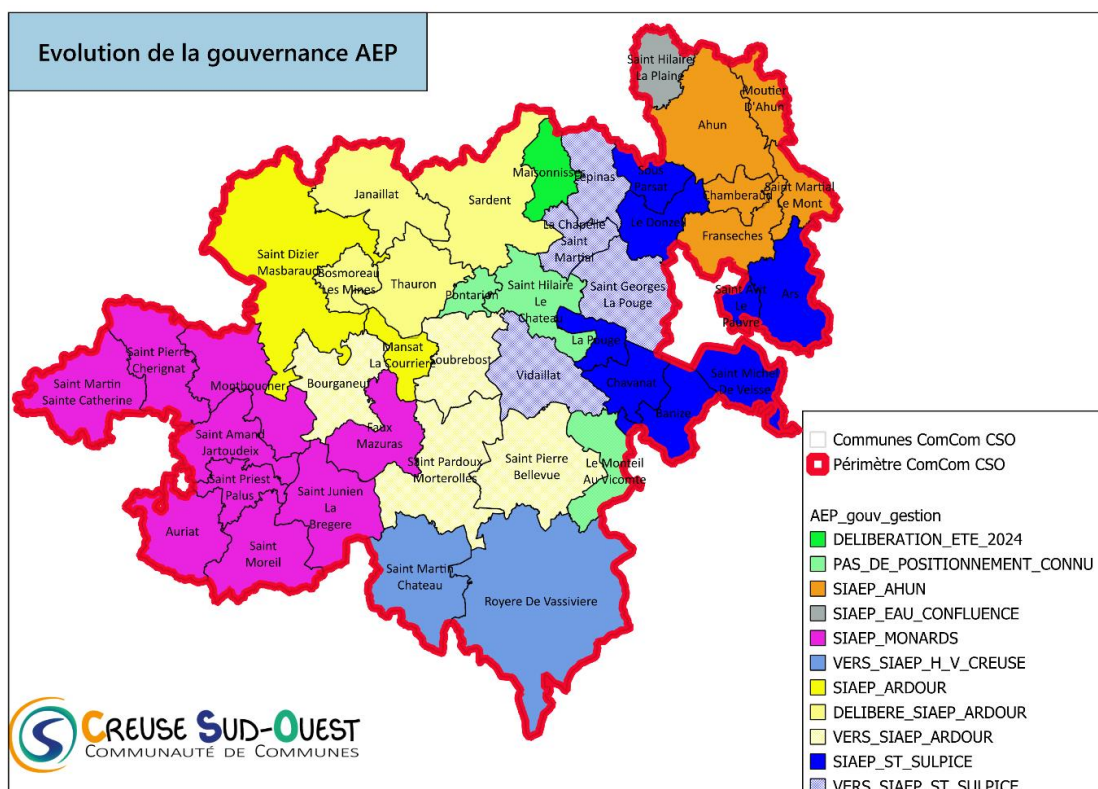 Evolution de la gouvernance AEP
Saint Hilaire
La Plaine
Moutier
D'Ahun
Ahun
Maisonnisses
Lépinas
Sous
Parsat
Janaillat
Sardent
Chamberaud
Saint Martial
Le Mont
Le Donzeil
La Chapelle
Saint
Martial
Franseches
Saint Dizier
Masbaraud
Bosmoreau
Les Mines
Thauron
Pontarion
Saint Hilaire
Le
Chateau
Saint Georges
La Pouge
Saint Avit
Le
Pauvre
Ars
Mansat
La Courriere
Soubrebost
La Pouge
Saint Pierre
Cherignat
Saint Martin
Sainte Catherine
Montboucher
Bourganeuf
Vidaillat
Chavanat
Saint Michel
De Veisse
Banize
Faux
Mazuras
Saint Amand
Jartoudeix
Saint Pardoux
Morterolles
Saint Pierre
Bellevue
Le Monteil
Au Vicomte
Saint Priest
Palus
Saint Junien
La
Bregere
Auriat
Saint
Moreil
Saint Martin
Chateau
Royere De Vassiviere
Communes ComCom CSO
Périmètre ComCom CSO
AEP_gouv_gestion
DELIBERATION_ETE_2024
PAS_DE_POSITIONNEMENT_CONNU
SIAEP_AHUN
SIAEP_EAU_CONFLUENCE
SIAEP_MONARDS
VERS_SIAEP_H_V_CREUSE
SIAEP_ARDOUR
DELIBERE_SIAEP_ARDOUR
VERS_SIAEP_ARDOUR
SIAEP_ST_SULPICE
VERS_SIAEP_ST_SULPICE
CREUSE SUD-OUEST
COMMUNAUTÉ DE COMMUNES